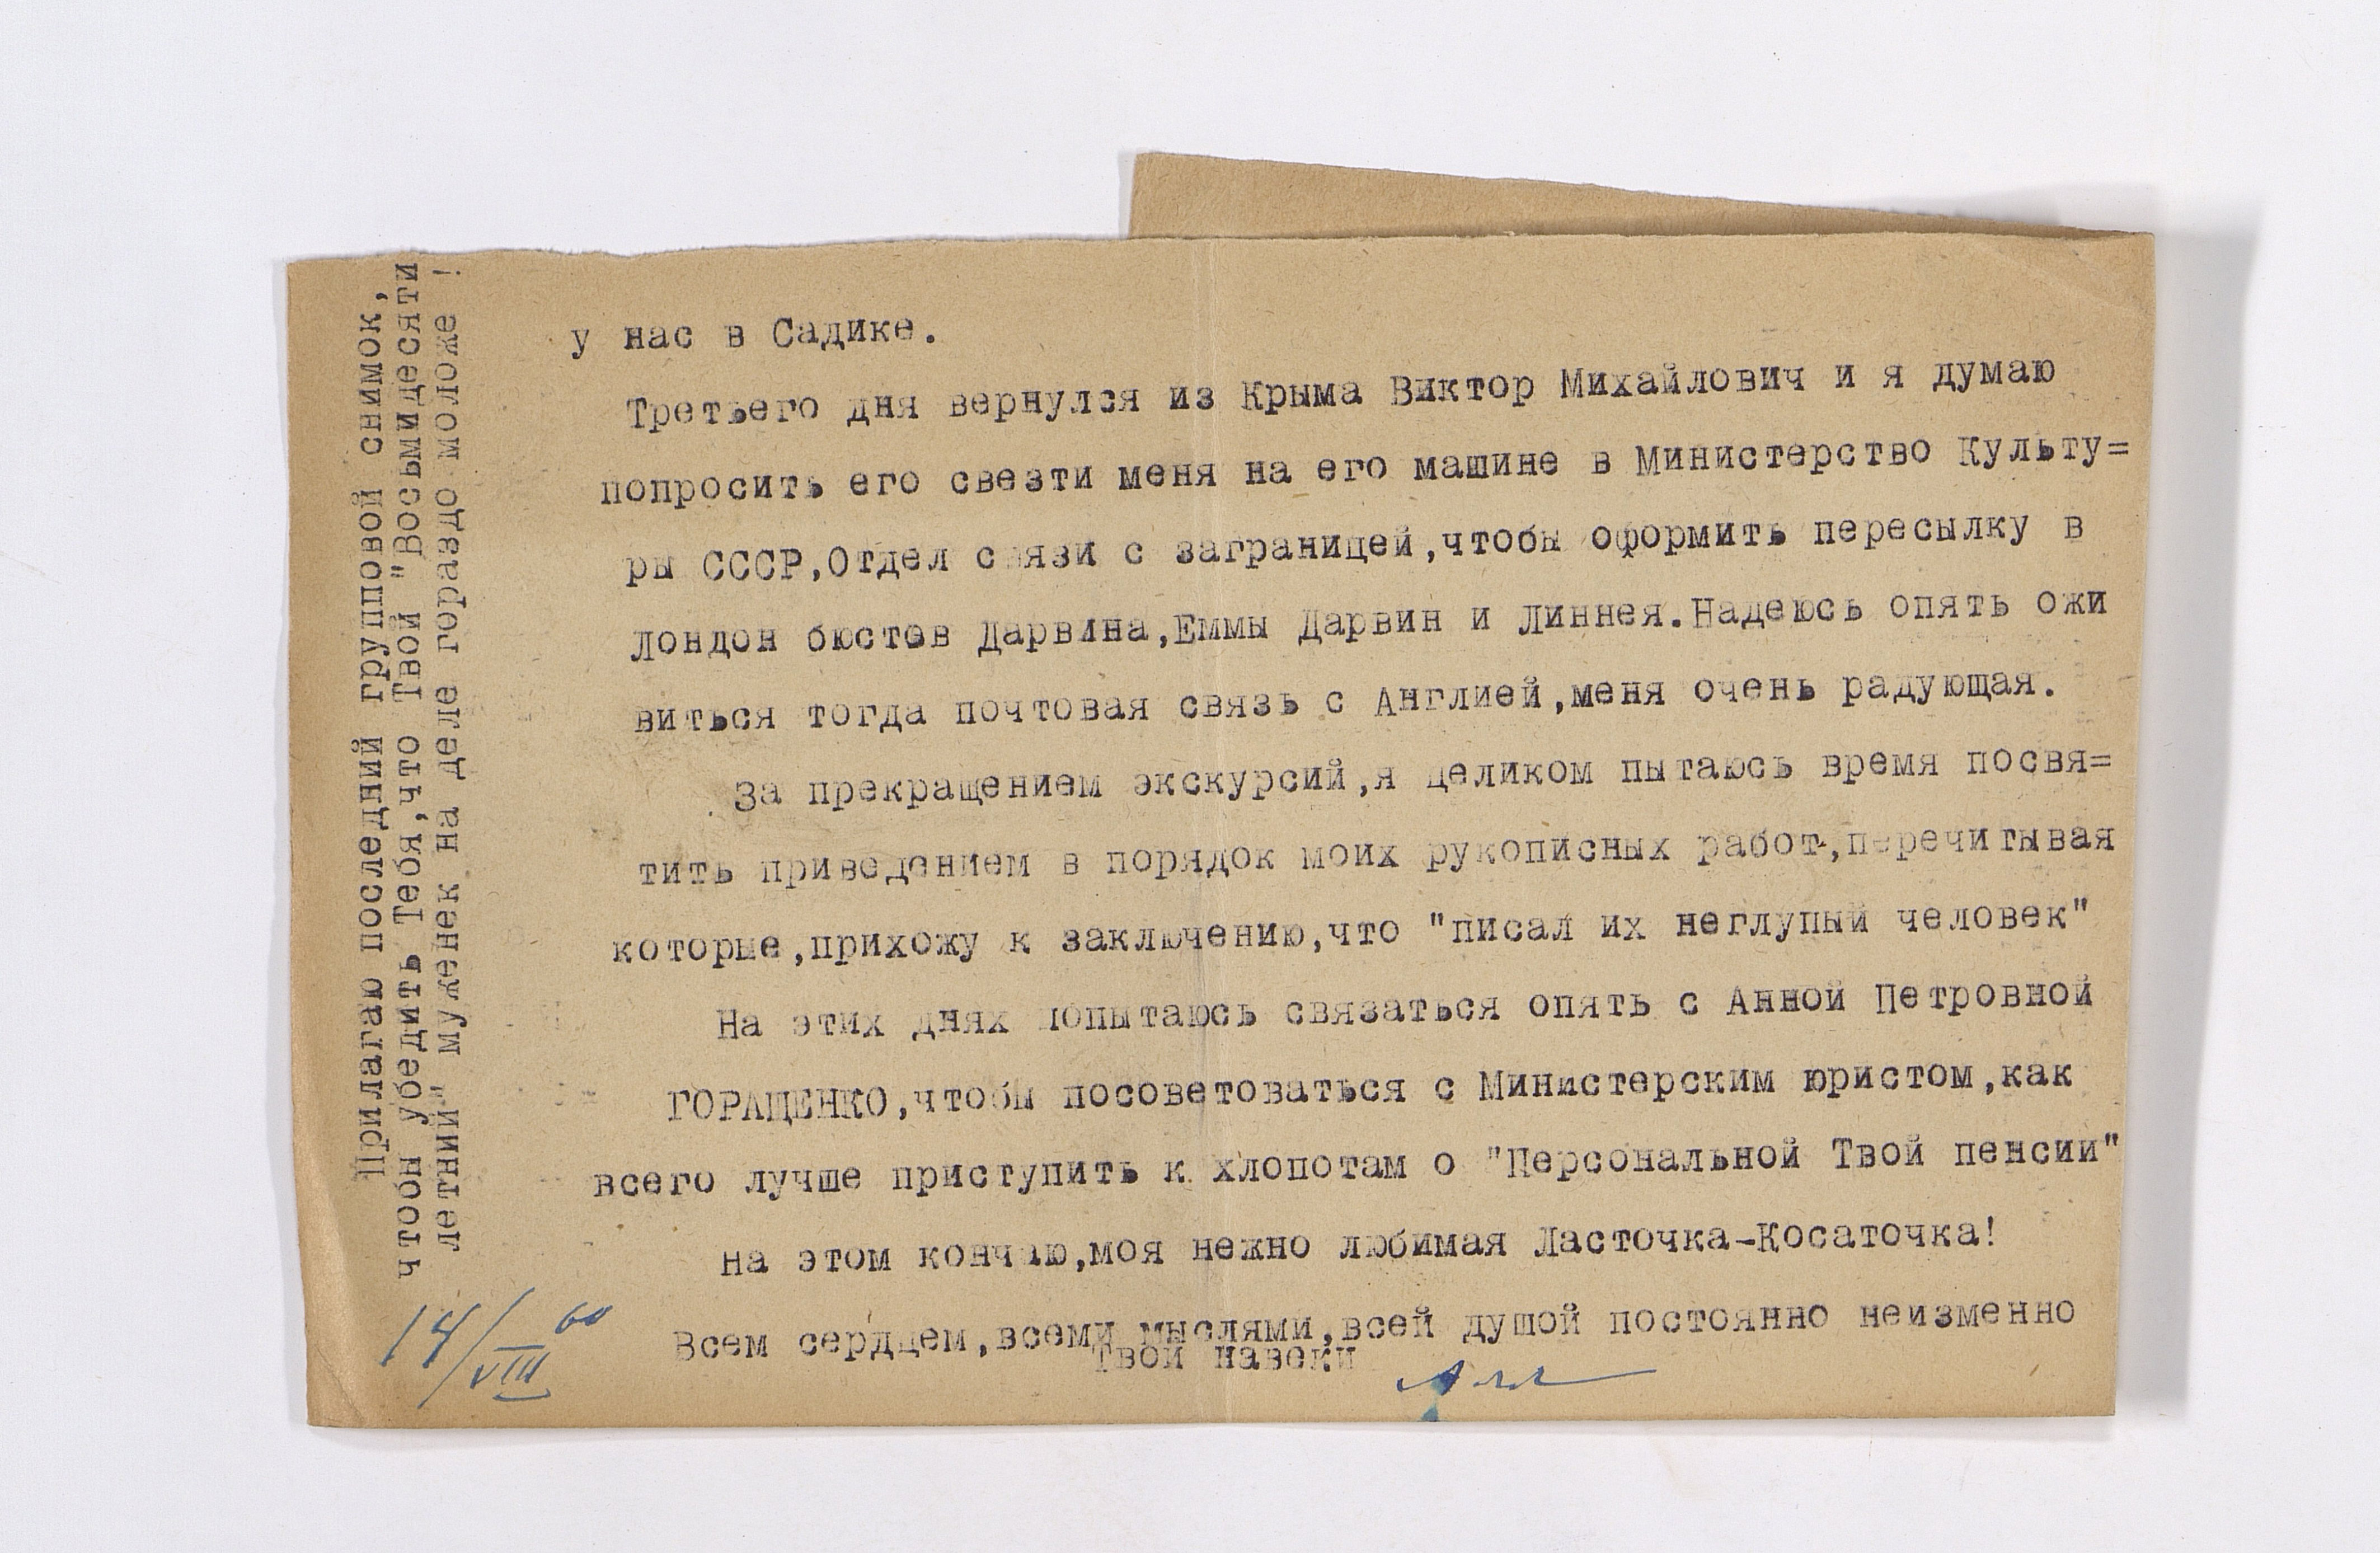 у нас в Садике.
Третьего дня вернулся из Крыма Виктор Михайлович и я думаю
попросить его свезти меня на его машине в Министерство Культу=
ры СССР,Отдел связи с заграницей,чтобы оформить пересылку в
Лондон бюстов Дарвина,Еммы Дарвин и Линнея.Надеюсь опять ожи
виться тогда почтовая связь с Англией,меня очень радующая.
За прекращением экскурсий,я целиком пытаюсь время посвя=
тить приведением в порядок моих рукописных работ,перечитывая
которые,прихожу к заключению,что "писал их неглупый человек"
На этих днях попытаюсь связаться опять с Анной Петровной
ГОРАЩЕНКО,чтобы посоветоваться с Министерским юристом,как
всего лучше приступить к хлопотам о "Персональной Твой пенсии"
На этом кончаю,моя нежно любимая Ласточка-Косаточка!
Всем сердцем,всеми мыслями,всей душой постоянно неизменно
Твой навеки
14/VIII 60
Прилагаю последний групповой снимок,
чтобн убедить Тебя,что Твой "Восьмидесяти
летний" муженек на деле гораздо моложе !